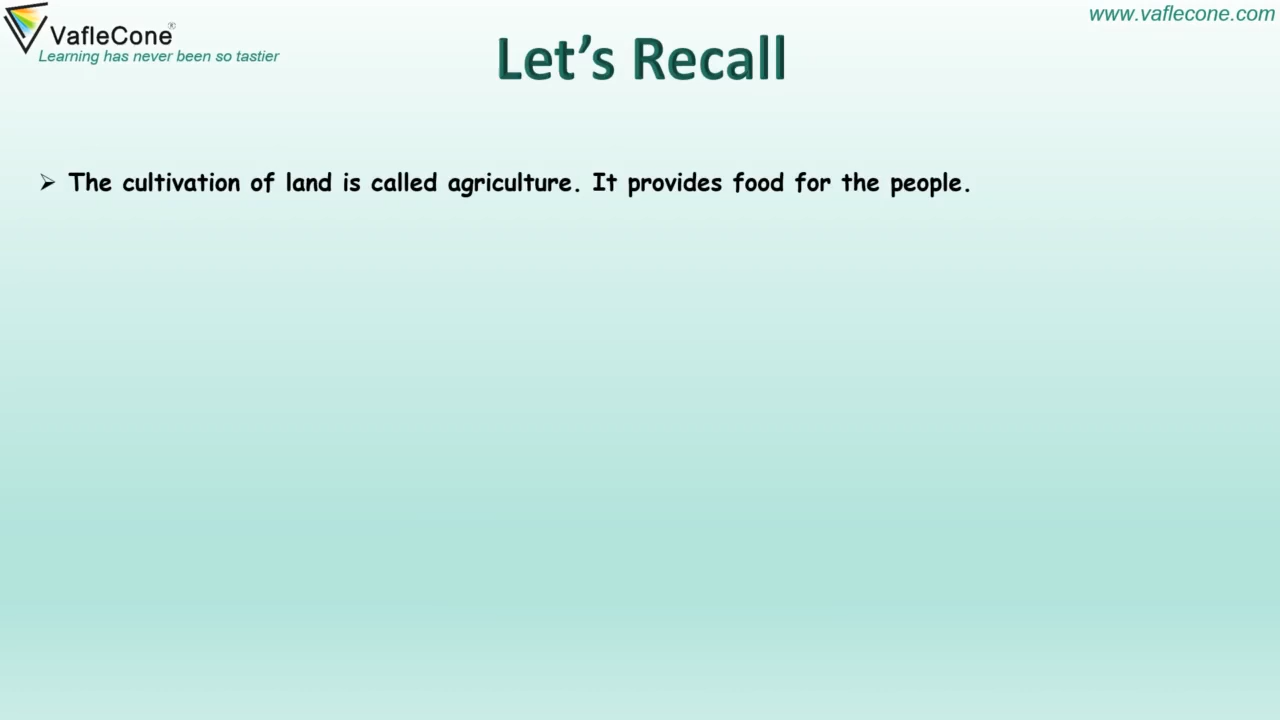 VafleCone®
Learning has never been so tastier
www.vaflecone.com
Let’s Recall
➢ The cultivation of land is called agriculture. It provides food for the people.